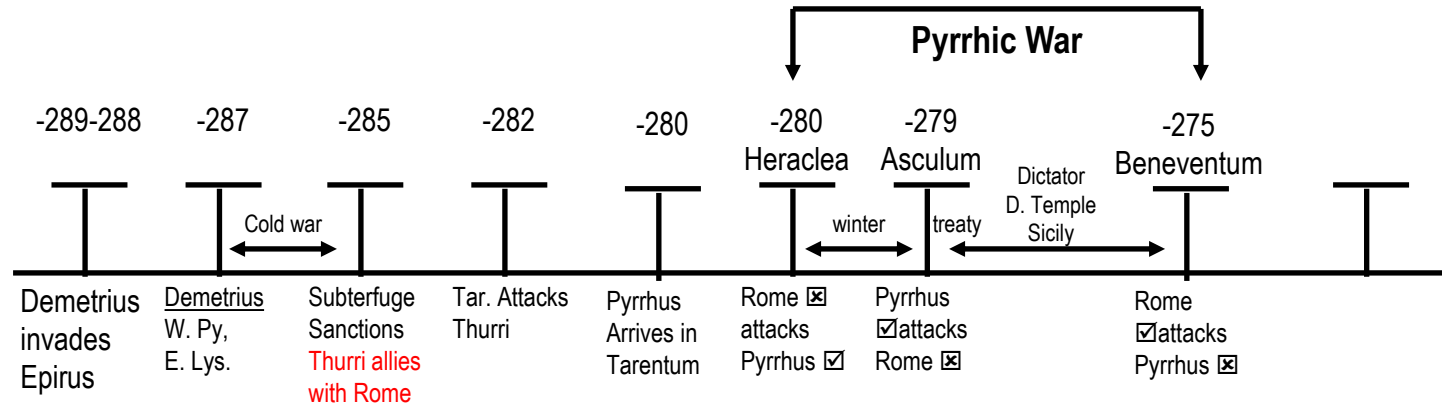 Pyrrhic War
-289-288
-287
-285
-282
-280
-280
Heraclea
-279
Asculum
-275
Beneventum
Cold war
winter
treaty
Dictator
D. Temple
Sicily
Demetrius
invades
Epirus
Demetrius
W. Py,
E. Lys.
Subterfuge
Sanctions
Thurri allies
with Rome
Tar. Attacks
Thurri
Pyrrhus
Arrives in
Tarentum
Rome ☒
attacks
Pyrrhus ☑
Pyrrhus
☑attacks
Rome ☒
Rome
☑attacks
Pyrrhus ☒